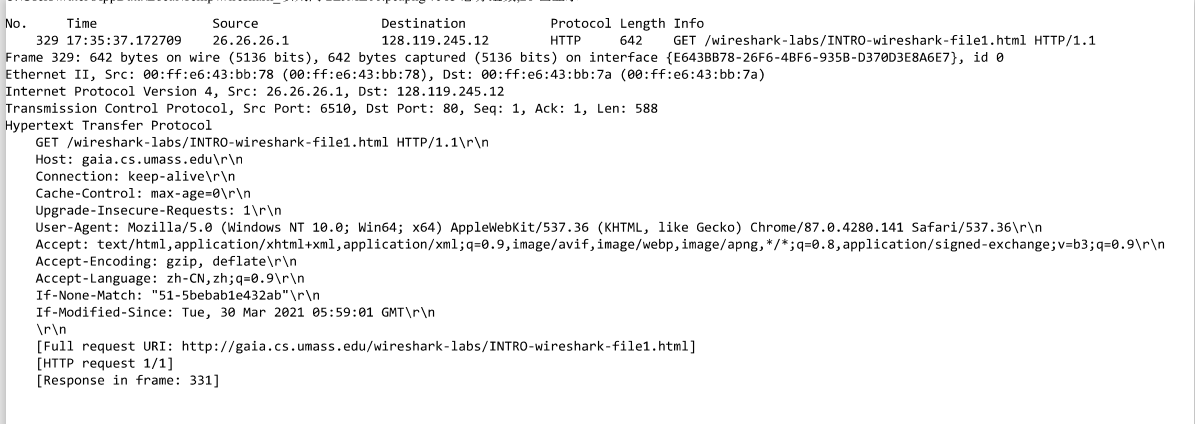 No. Time Source Destination Protocol Length Info
329 17:35:37.172709 26.26.26.1 128.119.245.12 HTTP 642 GET /wireshark-labs/INTRO-wireshark-file1.html HTTP/1.1
Frame 329: 642 bytes on wire (5136 bits), 642 bytes captured (5136 bits) on interface {E643BB78-26F6-4BF6-935B-D370D3E8A6E7}, id 0
Ethernet II, Src: 00:ff:e6:43:bb:78 (00:ff:e6:43:bb:78), Dst: 00:ff:e6:43:bb:7a (00:ff:e6:43:bb:7a)
Internet Protocol Version 4, Src: 26.26.26.1, Dst: 128.119.245.12
Transmission Control Protocol, Src Port: 6510, Dst Port: 80, Seq: 1, Ack: 1, Len: 588
Hypertext Transfer Protocol
GET /wireshark-labs/INTRO-wireshark-file1.html HTTP/1.1\r\n
Host: gaia.cs.umass.edu\r\n
Connection: keep-alive\r\n
Cache-Control: max-age=0\r\n
Upgrade-Insecure-Requests: 1\r\n
User-Agent: Mozilla/5.0 (Windows NT 10.0; Win64; x64) AppleWebKit/537.36 (KHTML, like Gecko) Chrome/87.0.4280.141 Safari/537.36\r\n
Accept: text/html,application/xhtml+xml,application/xml;q=0.9,image/avif,image/webp,image/apng,*/*;q=0.8,application/signed-exchange;v=b3;q=0.9\r\n
Accept-Encoding: gzip, deflate\r\n
Accept-Language: zh-CN,zh;q=0.9\r\n
If-None-Match: "51-5bebab1e432ab"\r\n
If-Modified-Since: Tue, 30 Mar 2021 05:59:01 GMT\r\n
\r\n
[Full request URI: http://gaia.cs.umass.edu/wireshark-labs/INTRO-wireshark-file1.html]
[HTTP request 1/1]
[Response in frame: 331]